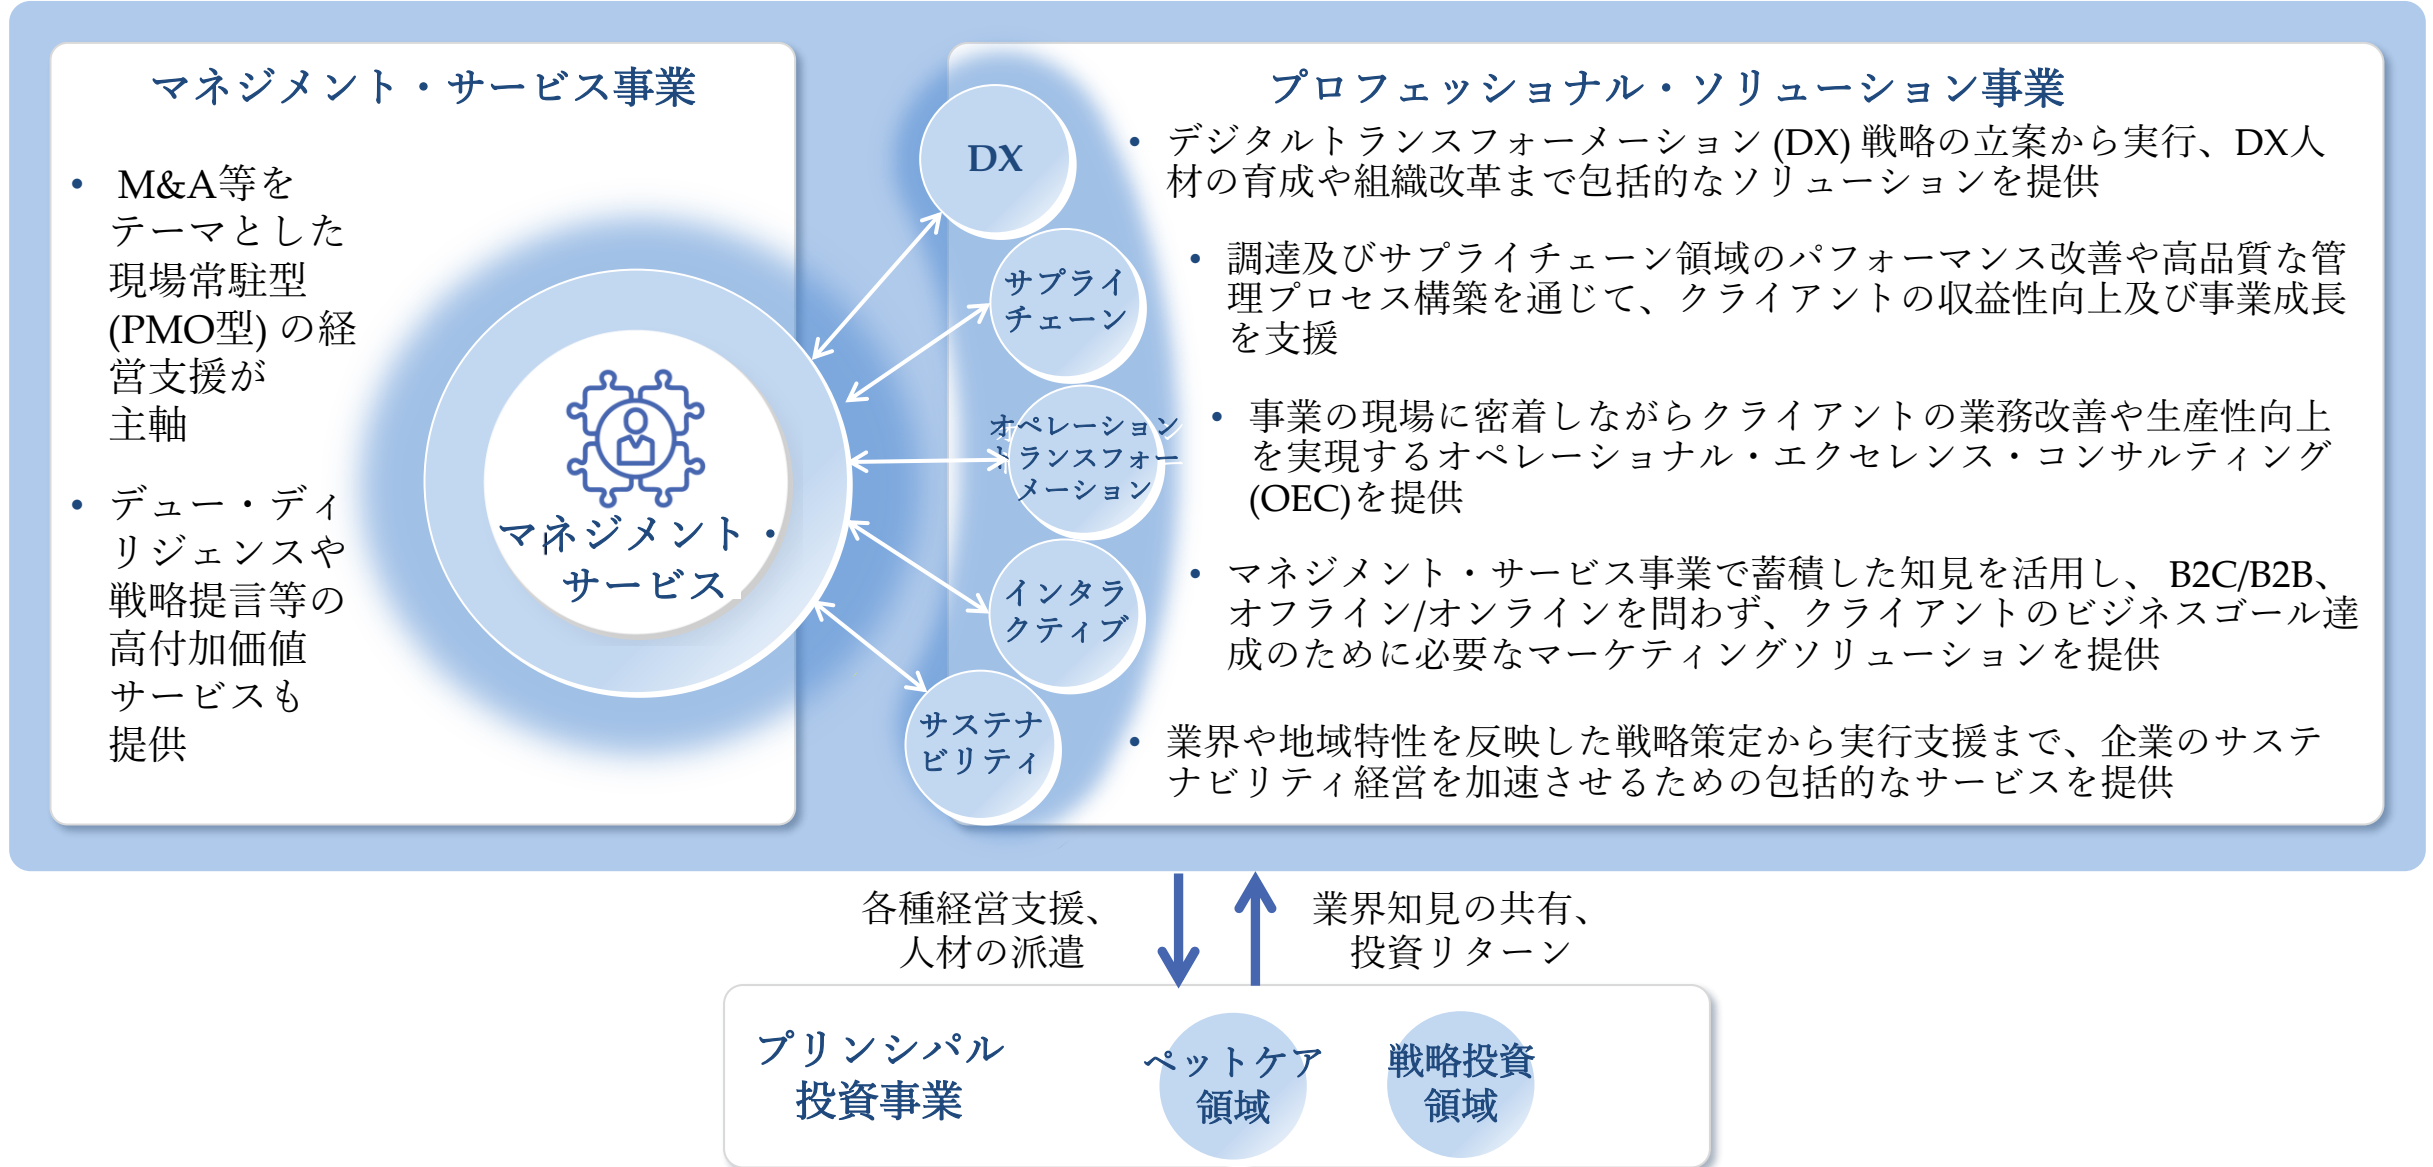 マネジメント・サービス事業
• M&A等を
テーマとした
現場常駐型
(PMO型) の経
営支援が
主軸
• デュー・ディ
リジェンスや
戦略提言等の
高付加価値
サービスも
提供
マネジメント・
サービス
プロフェッショナル・ソリューション事業
DX
• デジタルトランスフォーメーション (DX) 戦略の立案から実行、DX人
材の育成や組織改革まで包括的なソリューションを提供
サプライ
チェーン
• 調達及びサプライチェーン領域のパフォーマンス改善や高品質な管
理プロセス構築を通じて、クライアントの収益性向上及び事業成長
を支援
オペレーション
トランスフォー
メーション
• 事業の現場に密着しながらクライアントの業務改善や生産性向上
を実現するオペレーショナル・エクセレンス・コンサルティング
(OEC)を提供
インタラ
クティブ
• マネジメント・サービス事業で蓄積した知見を活用し、 B2C/B2B、
オフライン/オンラインを問わず、クライアントのビジネスゴール達
成のために必要なマーケティングソリューションを提供
サステナ
ビリティ
• 業界や地域特性を反映した戦略策定から実行支援まで、企業のサステ
ナビリティ経営を加速させるための包括的なサービスを提供
各種経営支援、
人材の派遣
業界知見の共有、
投資リターン
プリンシパル
投資事業
ペットケア
領域
戦略投資
領域